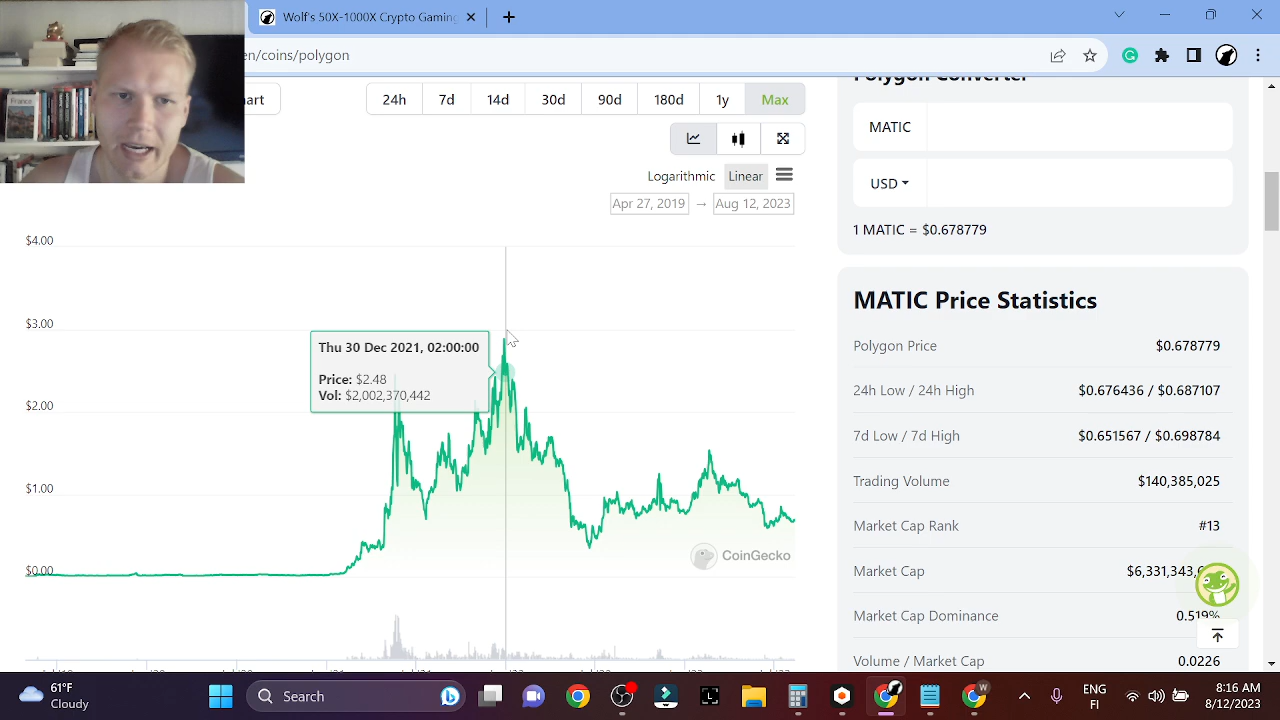 Wolf's 50X-1000X Crypto Gaming
en/coins/polygon
France
24h 7d 14d 30d 90d 180d 1y Max
Logarithmic Linear
Apr 27, 2019 → Aug 12, 2023
$4.00
$3.00
$2.00
$1.00
$0.00
Thu 30 Dec 2021, 02:00:00
Price: $2.48
Vol: $2,002,370,442
CoinGecko
Polygon Converter
MATIC
USD
1 MATIC = $0.678779
MATIC Price Statistics
Polygon Price $0.678779
24h Low / 24h High $0.676436 / $0.687107
7d Low / 7d High $0.651567 / $0.698784
Trading Volume $140,385,025
Market Cap Rank #13
Market Cap $6,331,343,
Market Cap Dominance 0.519%
Volume / Market Cap
61°F
Cloudy
Search
ENG
FI
8:16 AM
8/12/2023